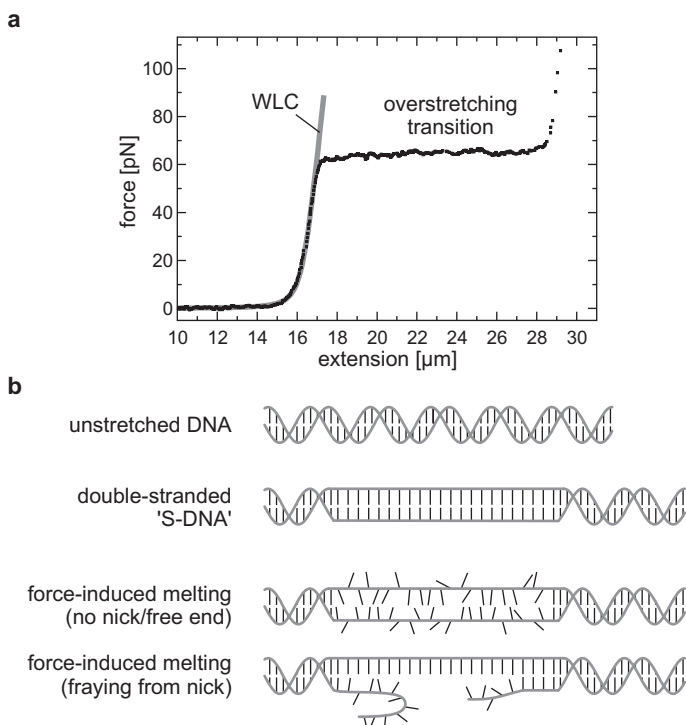 a
100
80
60
40
20
0
force [pN]
WLC
overstretching
transition
10 12 14 16 18 20 22 24 26 28 30
extension [µm]
b
unstretched DNA
double-stranded
'S-DNA'
force-induced melting
(no nick/free end)
force-induced melting
(fraying from nick)